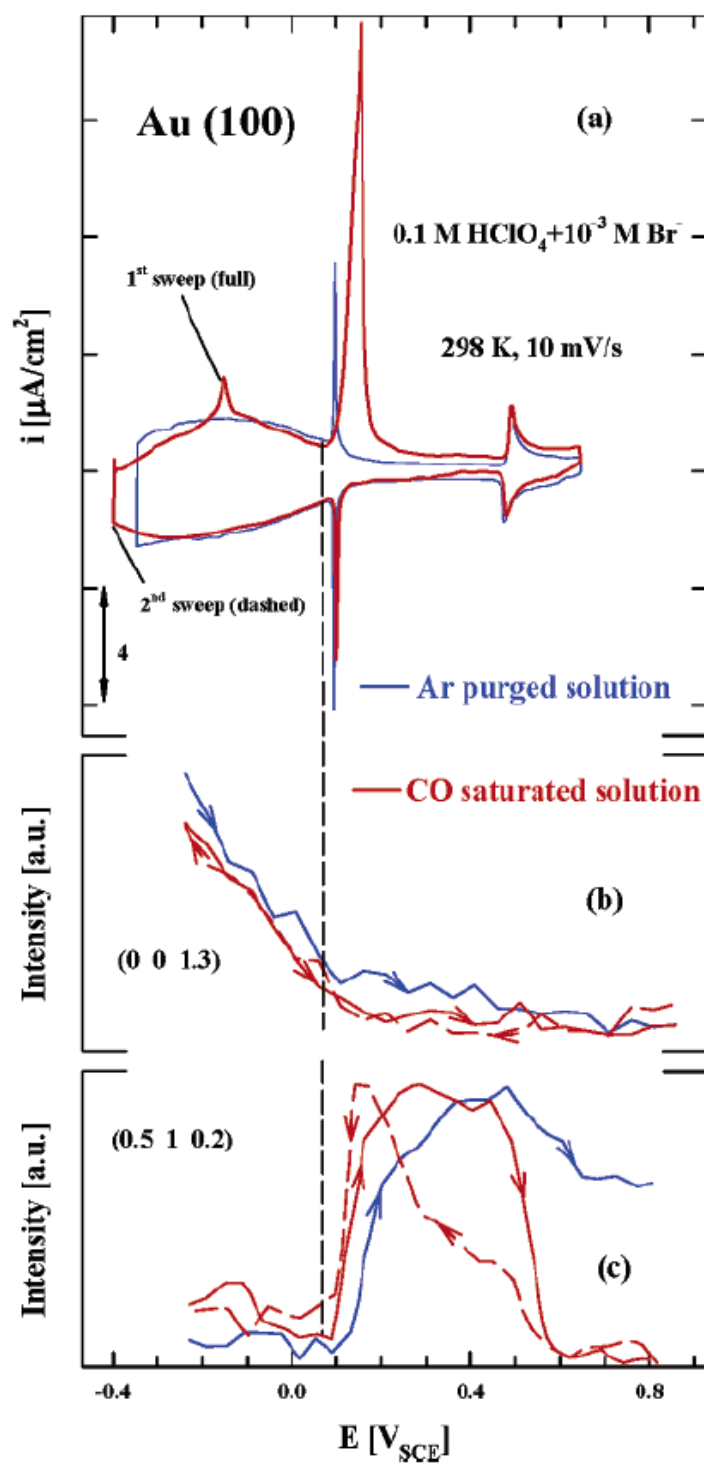 Au (100)
(a)
0.1 M HClO₄+10⁻³ M Br⁻
1ˢᵗ sweep (full)
298 K, 10 mV/s
i [µA/cm²]
2ⁿᵈ sweep (dashed)
4
Ar purged solution
CO saturated solution
Intensity [a.u.]
(b)
(0 0 1.3)
(0.5 1 0.2)
Intensity [a.u.]
(c)
-0.4 0.0 0.4 0.8
E [V_SCE]